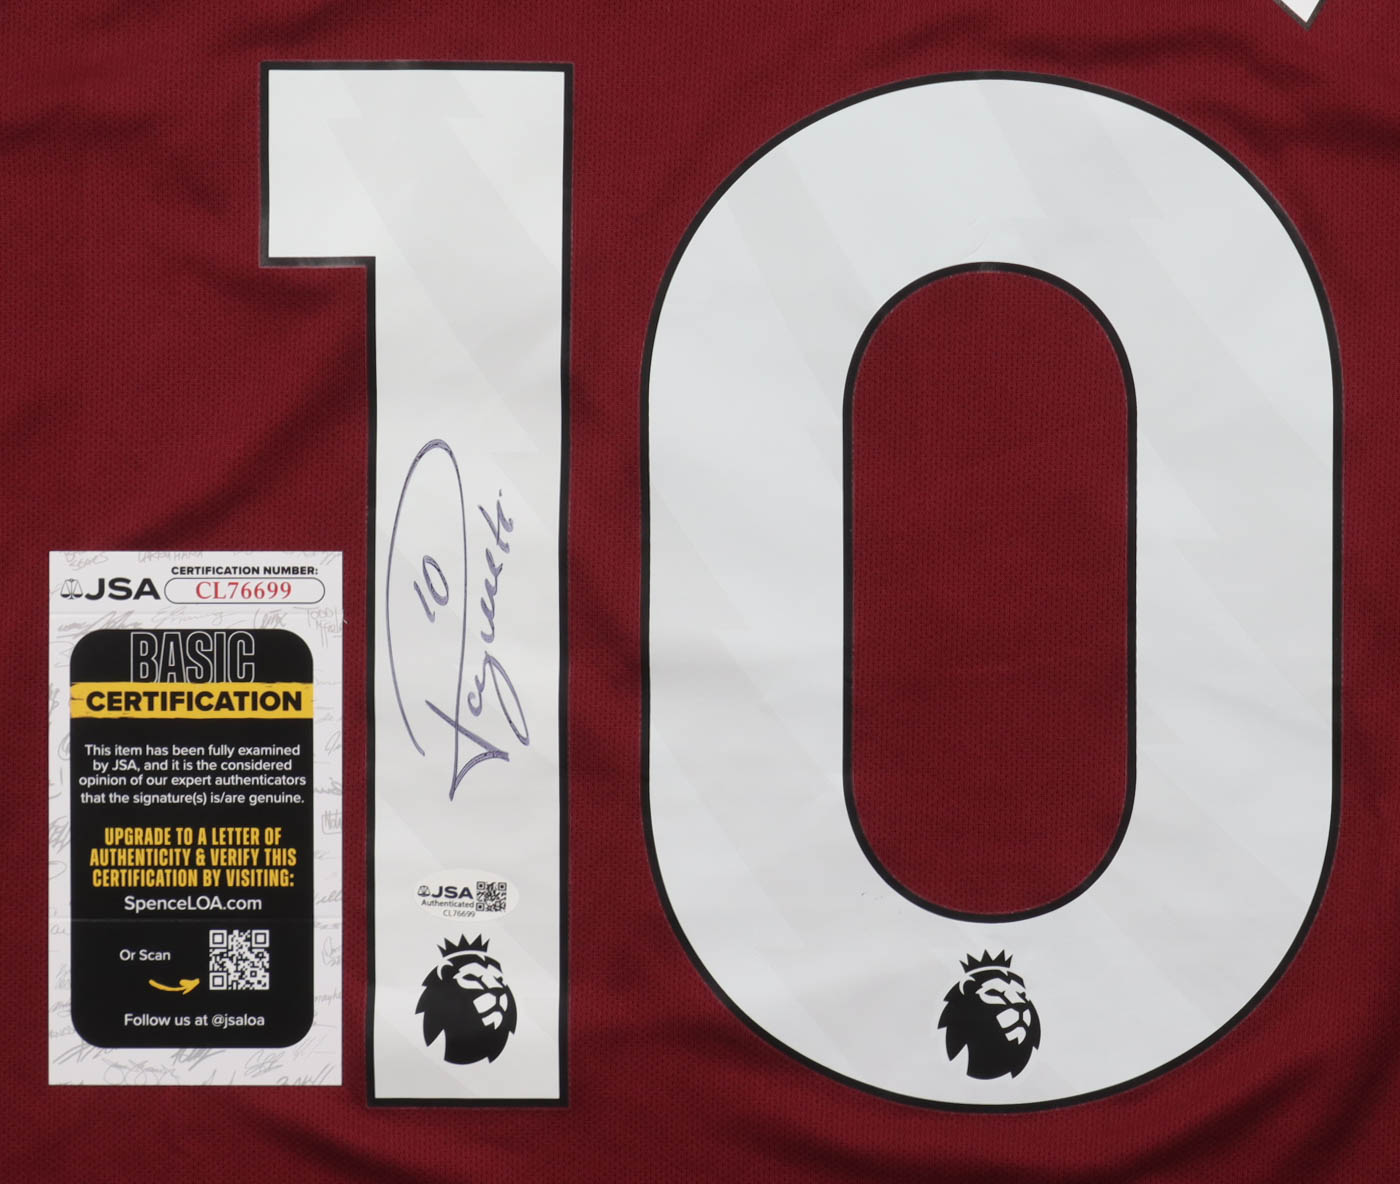 10
10
Paqueta
JSA
CERTIFICATION NUMBER:
CL76699
BASIC
CERTIFICATION
This item has been fully examined
by JSA, and it is the considered
opinion of our expert authenticators
that the signature(s) is/are genuine.
UPGRADE TO A LETTER OF
AUTHENTICITY & VERIFY THIS
CERTIFICATION BY VISITING:
SpenceLOA.com
Or Scan
Follow us at @jsaloa
JSA
Authenticated
CL76699